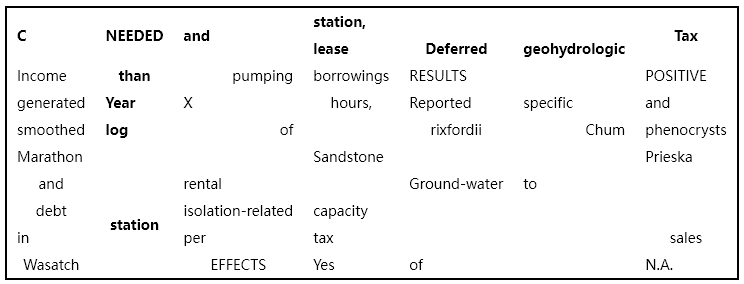 C NEEDED and station, lease Deferred geohydrologic Tax
Income than pumping borrowings RESULTS POSITIVE
generated Year X hours, Reported specific and
smoothed log of rixfordii Chum phenocrysts
Marathon Sandstone Prieska
and rental Ground-water to
debt station isolation-related capacity
in per tax sales
Wasatch EFFECTS Yes of N.A.